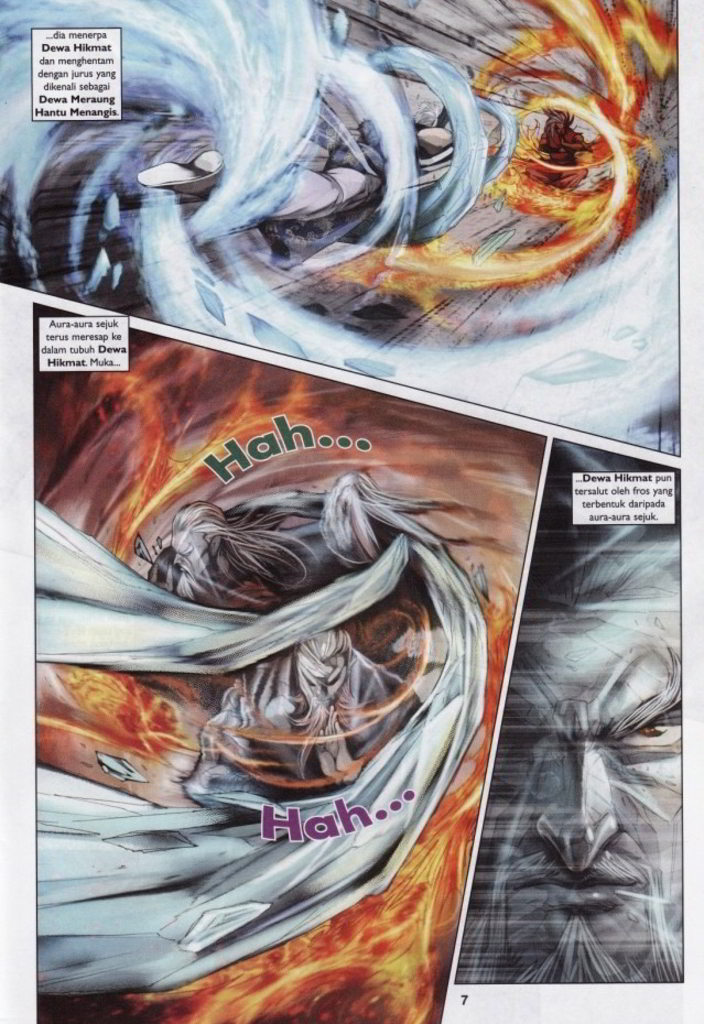 ...dia menerpa
Dewa Hikmat
dan menghentam
dengan jurus yang
dikenali sebagai
Dewa Meraung
Hantu Menangis.
Aura-aura sejuk
terus meresap ke
dalam tubuh Dewa
Hikmat. Muka...
Hah...
Hah...
...Dewa Hikmat pun
tersalut oleh fros yang
terbentuk daripada
aura-aura sejuk.
7